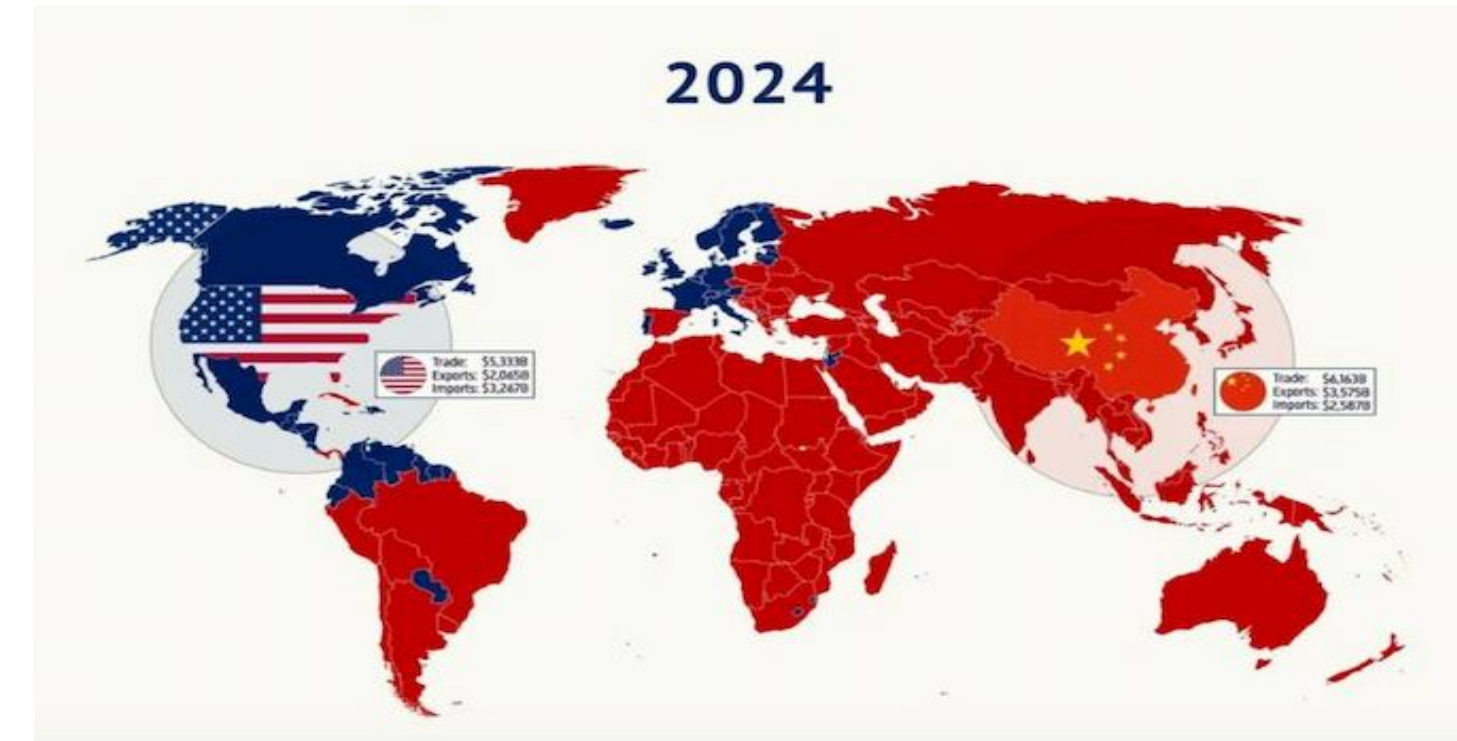 2024
Trade: $5,333B
Exports: $2,065B
Imports: $3,267B
Trade: $6,163B
Exports: $3,575B
Imports: $2,587B